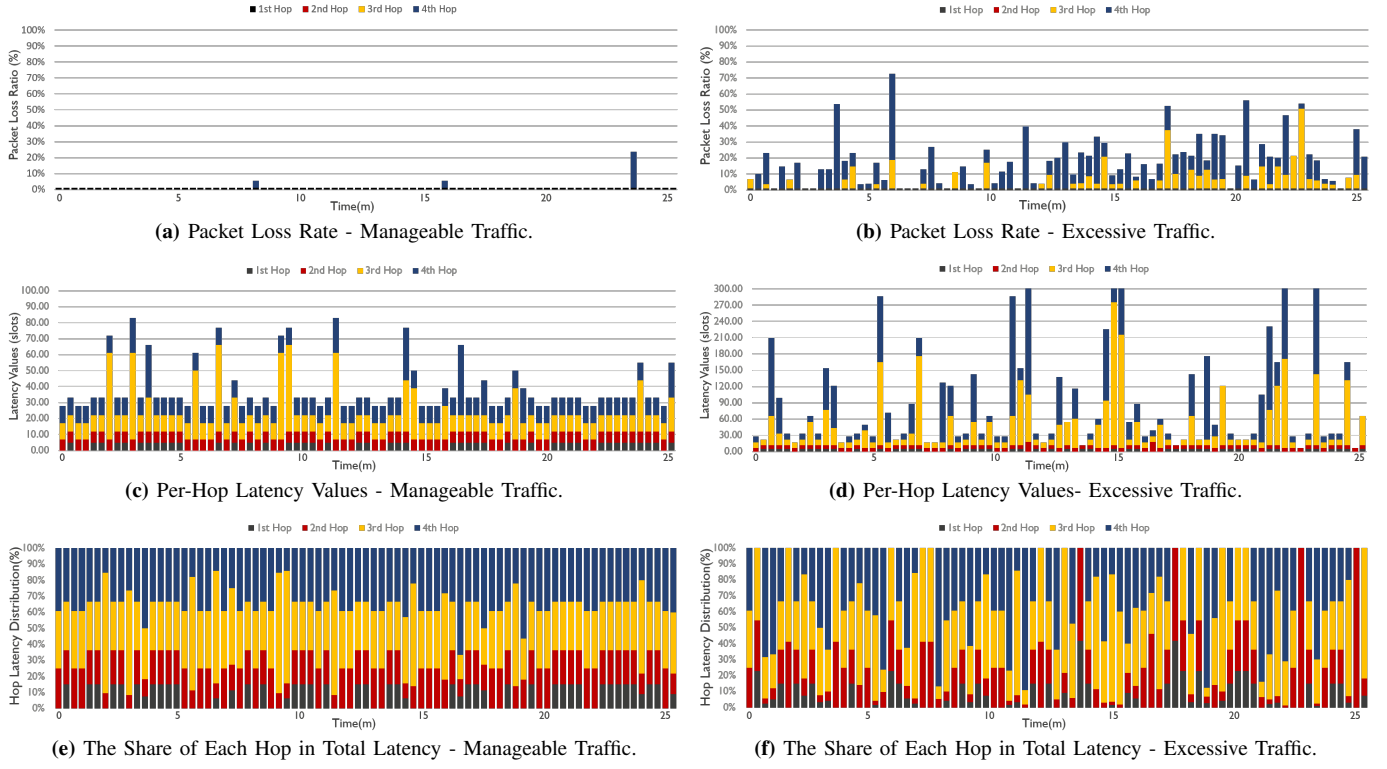 1st Hop 2nd Hop 3rd Hop 4th Hop
Packet Loss Ratio (%)
100%
90%
80%
70%
60%
50%
40%
30%
20%
10%
0%
5 10 15 20 25
Time(m)
(a) Packet Loss Rate - Manageable Traffic.
1st Hop 2nd Hop 3rd Hop 4th Hop
Packet Loss Ratio (%)
100%
90%
80%
70%
60%
50%
40%
30%
20%
10%
0%
0 5 10 15 20 25
Time(m)
(b) Packet Loss Rate - Excessive Traffic.
1st Hop 2nd Hop 3rd Hop 4th Hop
Latency Values (slots)
100.00
90.00
80.00
70.00
60.00
50.00
40.00
30.00
20.00
10.00
0.00
0 5 10 15 20 25
Time(m)
(c) Per-Hop Latency Values - Manageable Traffic.
1st Hop 2nd Hop 3rd Hop 4th Hop
Latency Values (slots)
300.00
270.00
240.00
210.00
180.00
150.00
120.00
90.00
60.00
30.00
0.00
0 5 10 15 20 25
Time(m)
(d) Per-Hop Latency Values- Excessive Traffic.
1st Hop 2nd Hop 3rd Hop 4th Hop
Hop Latency Distribution(%)
100%
90%
80%
70%
60%
50%
40%
30%
20%
10%
0%
0 5 10 15 20 25
Time(m)
(e) The Share of Each Hop in Total Latency - Manageable Traffic.
1st Hop 2nd Hop 3rd Hop 4th Hop
Hop Latency Distribution(%)
100%
90%
80%
70%
60%
50%
40%
30%
20%
10%
0%
0 5 10 15 20 25
Time(m)
(f) The Share of Each Hop in Total Latency - Excessive Traffic.